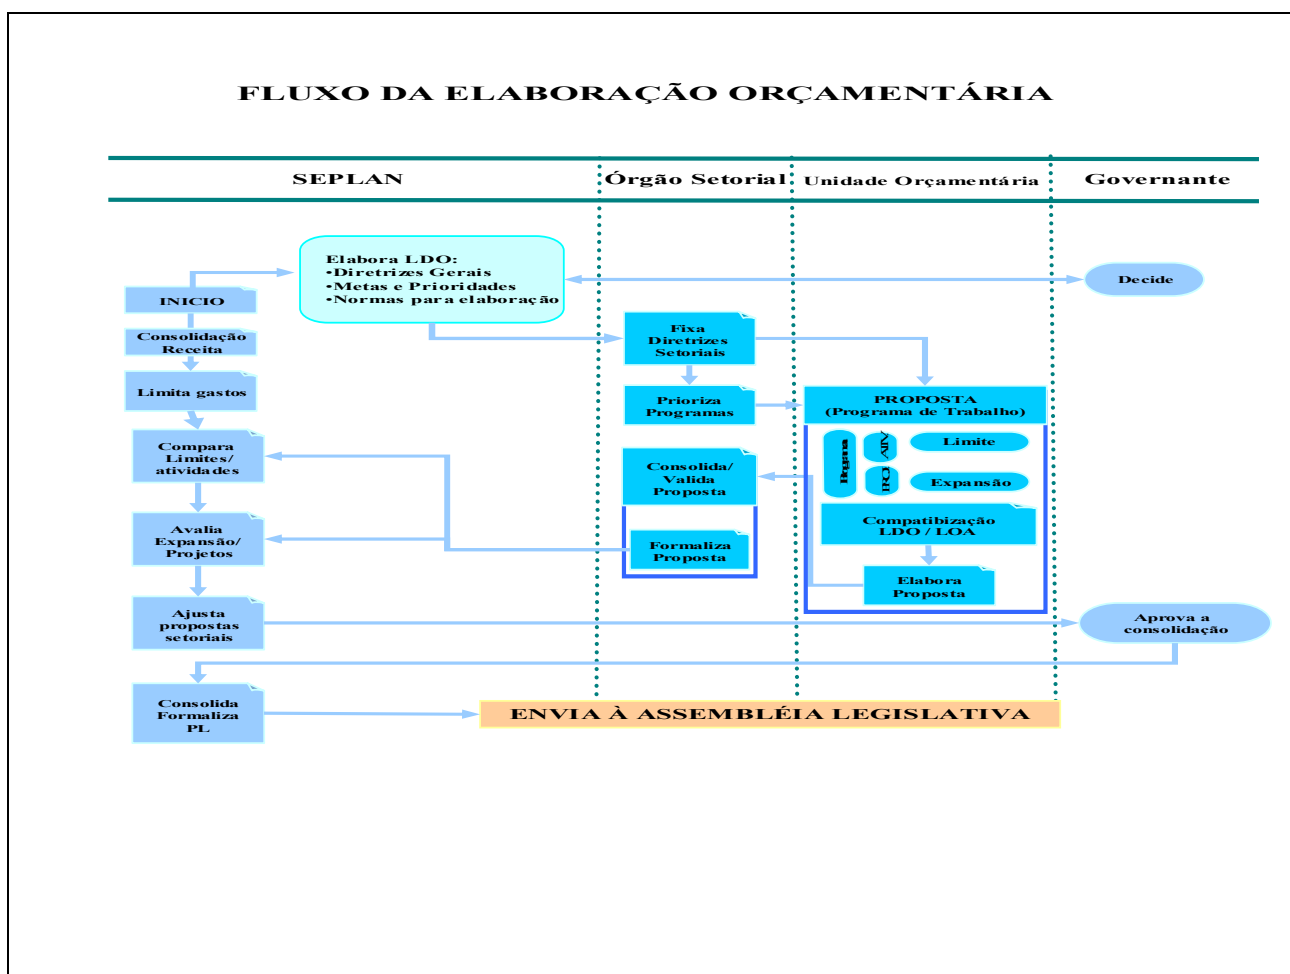 FLUXO DA ELABORAÇÃO ORÇAMENTÁRIA
SEPLAN
Órgão Setorial
Unidade Orçamentária
Governante
Elabora LDO:
•Diretrizes Gerais
•Metas e Prioridades
•Normas para elaboração
Decide
INICIO
Consolidação
Receita
Fixa
Diretrizes
Setoriais
Limita gastos
Prioriza
Programas
PROPOSTA
(Programa de Trabalho)
Compara
Limites/
atividades
Consolida/
Valida
Proposta
Programa
Limite
Expansão
Compatibização
LDO / LOA
Avalia
Expansão/
Projetos
Formaliza
Proposta
Elabora
Proposta
Ajusta
propostas
setoriais
Aprova a
consolidação
Consolida
Formaliza
PL
ENVIA À ASSEMBLÉIA LEGISLATIVA